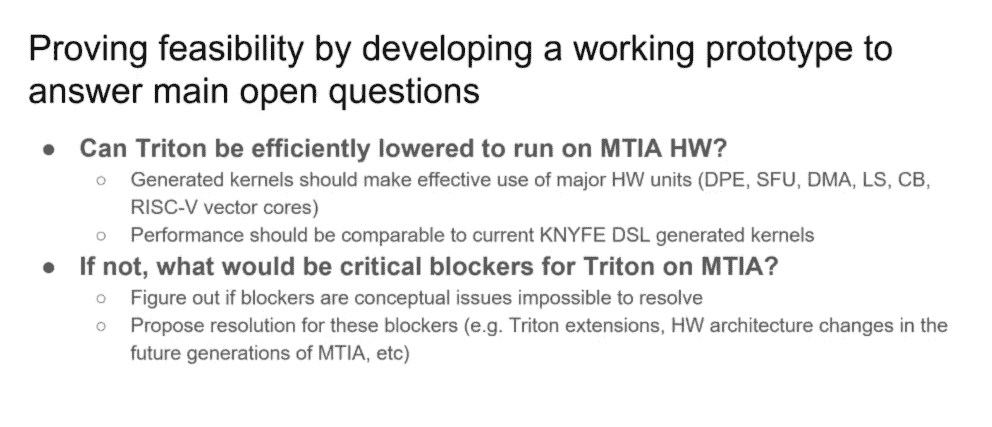 Proving feasibility by developing a working prototype to
answer main open questions
● Can Triton be efficiently lowered to run on MTIA HW?
○ Generated kernels should make effective use of major HW units (DPE, SFU, DMA, LS, CB,
RISC-V vector cores)
○ Performance should be comparable to current KNYFE DSL generated kernels
● If not, what would be critical blockers for Triton on MTIA?
○ Figure out if blockers are conceptual issues impossible to resolve
○ Propose resolution for these blockers (e.g. Triton extensions, HW architecture changes in the
future generations of MTIA, etc)